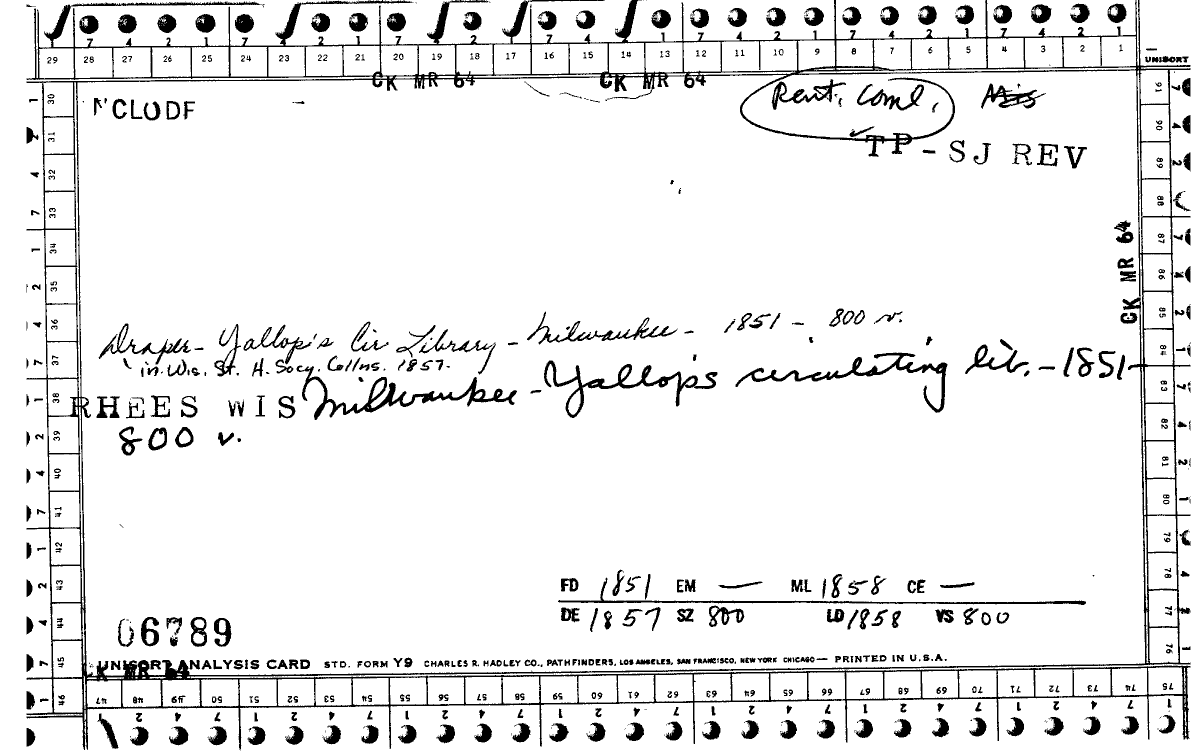 7 4 2 1 7 2 1 7 2 7 4 1 7 4 2 1 7 4 2 1 7 4 2 1
29 28 27 26 25 24 23 22 21 20 19 18 17 16 15 14 13 12 11 10 9 8 7 6 5 4 3 2 1
UNISORT
CK MR 64 CK MR 64
NCLODF
Rent. Coml.
TP-SJ REV
CK MR 64
Draper - Yallop's Cir Library - Milwaukee - 1851 - 800 v.
in Wis. St. H. Socy. Collns. 1857.
RHEES WIS Milwaukee - Yallop's circulating lib. - 1851 -
800 v.
FD 1851 EM — ML 1858 CE —
DE 1857 SZ 800 LD 1858 VS 800
06789
UNISORT ANALYSIS CARD STD. FORM Y9 CHARLES R. HADLEY CO., PATHFINDERS, LOS ANGELES, SAN FRANCISCO, NEW YORK CHICAGO — PRINTED IN U.S.A.
CK MR 64
30 31 32 33 34 35 36 37 38 39 40 41 42 43 44 45 46
47 48 49 50 51 52 53 54 55 56 57 58 59 60 61 62 63 64 65 66 67 68 69 70 71 72 73 74 75
91 90 89 88 87 86 85 84 83 82 81 80 79 78 77 76